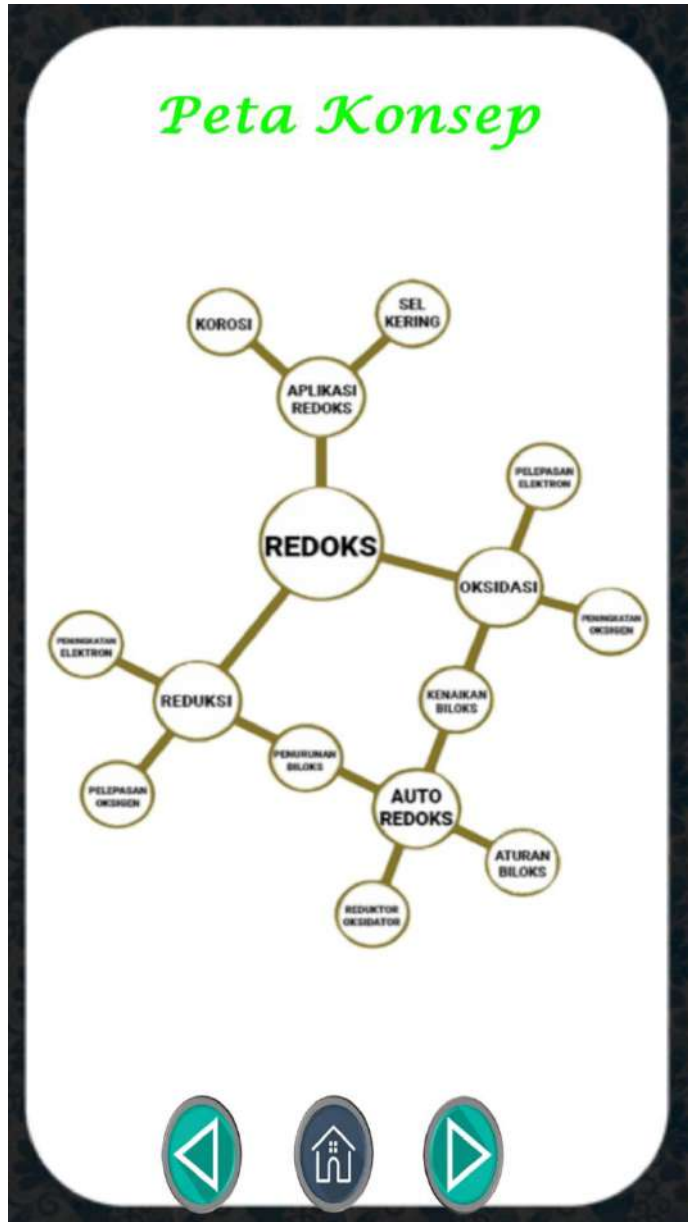 Peta Konsep
KOROSI
SEL
KERING
APLIKASI
REDOKS
PELEPASAN
ELEKTRON
REDOKS
OKSIDASI
PENINGKATAN
OKSIGEN
PENINGKATAN
ELEKTRON
REDUKSI
KENAIKAN
BILOKS
PENURUNAN
BILOKS
PELEPASAN
OKSIGEN
AUTO
REDOKS
ATURAN
BILOKS
REDUKTOR
OKSIDATOR